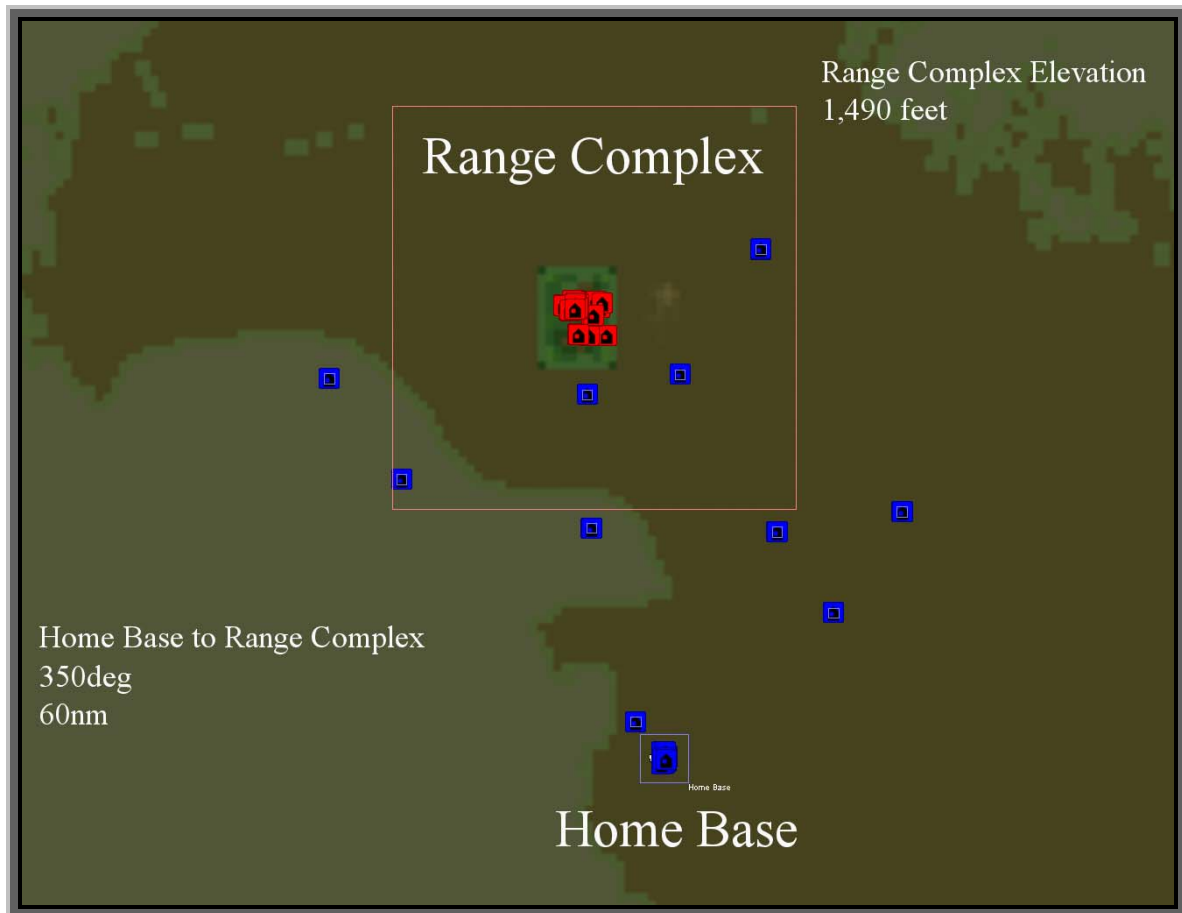 Range Complex Elevation
1,490 feet
Range Complex
Home Base to Range Complex
350deg
60nm
Home Base
Home Base